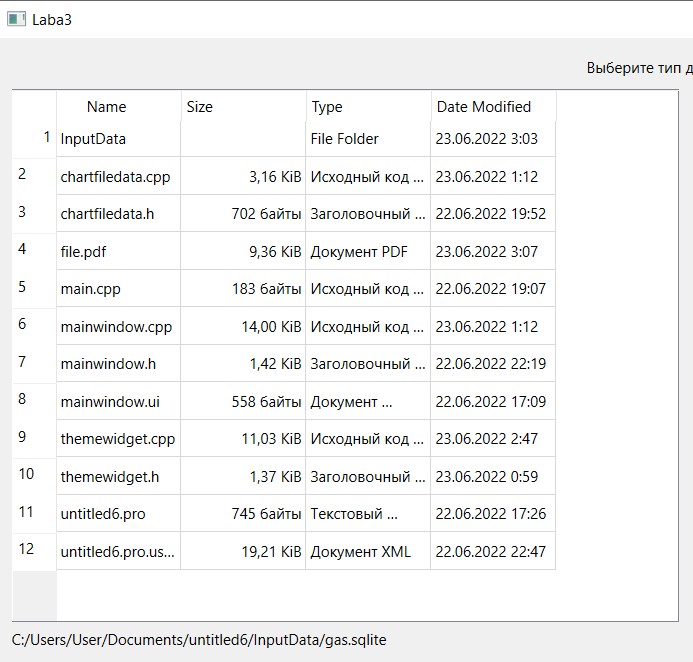 Laba3
Выберите тип д
Name Size Type Date Modified
1 InputData File Folder 23.06.2022 3:03
2 chartfiledata.cpp 3,16 KiB Исходный код ... 23.06.2022 1:12
3 chartfiledata.h 702 байты Заголовочный ... 22.06.2022 19:52
4 file.pdf 9,36 KiB Документ PDF 23.06.2022 3:07
5 main.cpp 183 байты Исходный код ... 22.06.2022 19:07
6 mainwindow.cpp 14,00 KiB Исходный код ... 23.06.2022 1:12
7 mainwindow.h 1,42 KiB Заголовочный ... 22.06.2022 22:19
8 mainwindow.ui 558 байты Документ ... 22.06.2022 17:09
9 themewidget.cpp 11,03 KiB Исходный код ... 23.06.2022 2:47
10 themewidget.h 1,37 KiB Заголовочный ... 23.06.2022 0:59
11 untitled6.pro 745 байты Текстовый ... 22.06.2022 17:26
12 untitled6.pro.us... 19,21 KiB Документ XML 22.06.2022 22:47
C:/Users/User/Documents/untitled6/InputData/gas.sqlite